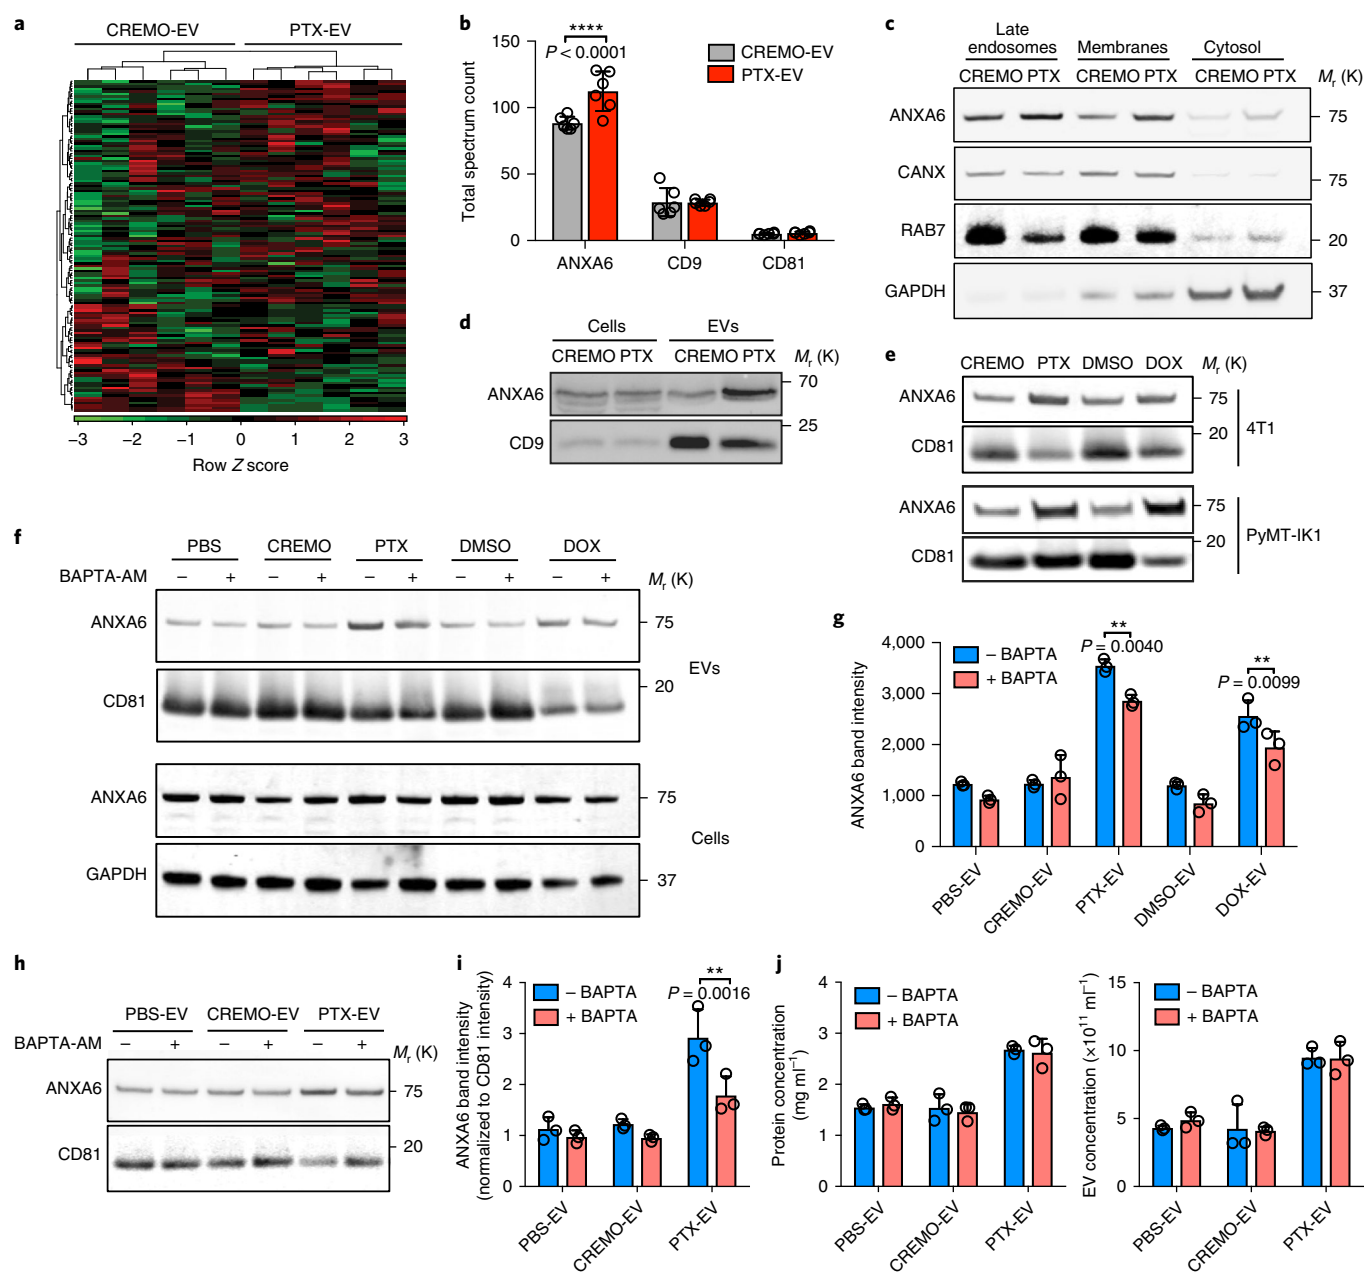 a
CREMO-EV PTX-EV
–3 –2 –1 0 1 2 3
Row Z score
b
****
P < 0.0001
CREMO-EV
PTX-EV
Total spectrum count
150
100
50
0
ANXA6 CD9 CD81
c
Late endosomes Membranes Cytosol
CREMO PTX CREMO PTX CREMO PTX Mr (K)
ANXA6 75
CANX 75
RAB7 20
GAPDH 37
d
Cells EVs
CREMO PTX CREMO PTX Mr (K)
ANXA6 70
25
CD9
e
CREMO PTX DMSO DOX Mr (K)
ANXA6 75
20
CD81
4T1
ANXA6 75
20
CD81
PyMT-IK1
f
PBS CREMO PTX DMSO DOX
BAPTA-AM – + – + – + – + – + Mr (K)
ANXA6 75
EVs
20
CD81
ANXA6 75
Cells
GAPDH 37
g
– BAPTA
+ BAPTA
**
P = 0.0040
**
P = 0.0099
ANXA6 band intensity
4,000
3,000
2,000
1,000
0
PBS-EV CREMO-EV PTX-EV DMSO-EV DOX-EV
h
PBS-EV CREMO-EV PTX-EV
BAPTA-AM – + – + – + Mr (K)
ANXA6 75
20
CD81
i
– BAPTA
+ BAPTA
**
P = 0.0016
ANXA6 band intensity
(normalized to CD81 intensity)
4
3
2
1
0
PBS-EV CREMO-EV PTX-EV
j
– BAPTA
+ BAPTA
Protein concentration
(mg ml⁻¹)
4
3
2
1
0
PBS-EV CREMO-EV PTX-EV
– BAPTA
+ BAPTA
EV concentration (×10¹¹ ml⁻¹)
15
10
5
0
PBS-EV CREMO-EV PTX-EV